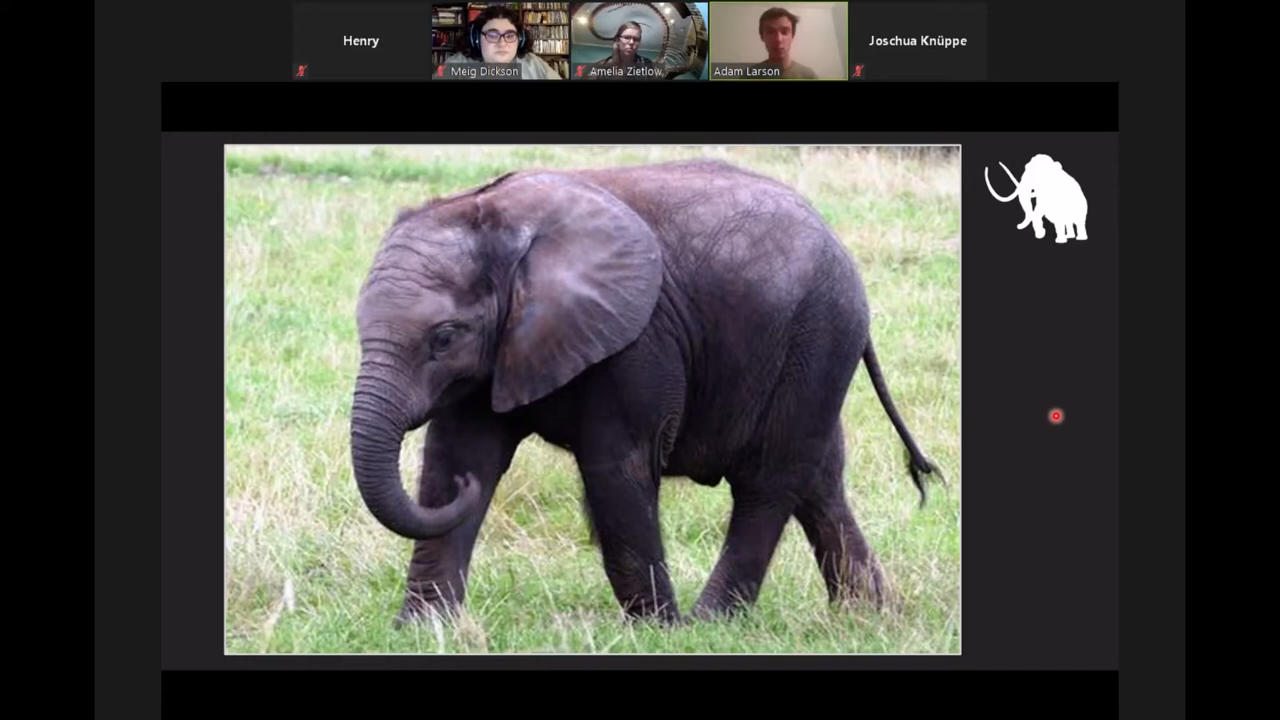 Henry
Meig Dickson
Amelia Zietlow
Adam Larson
Joschua Knüppe